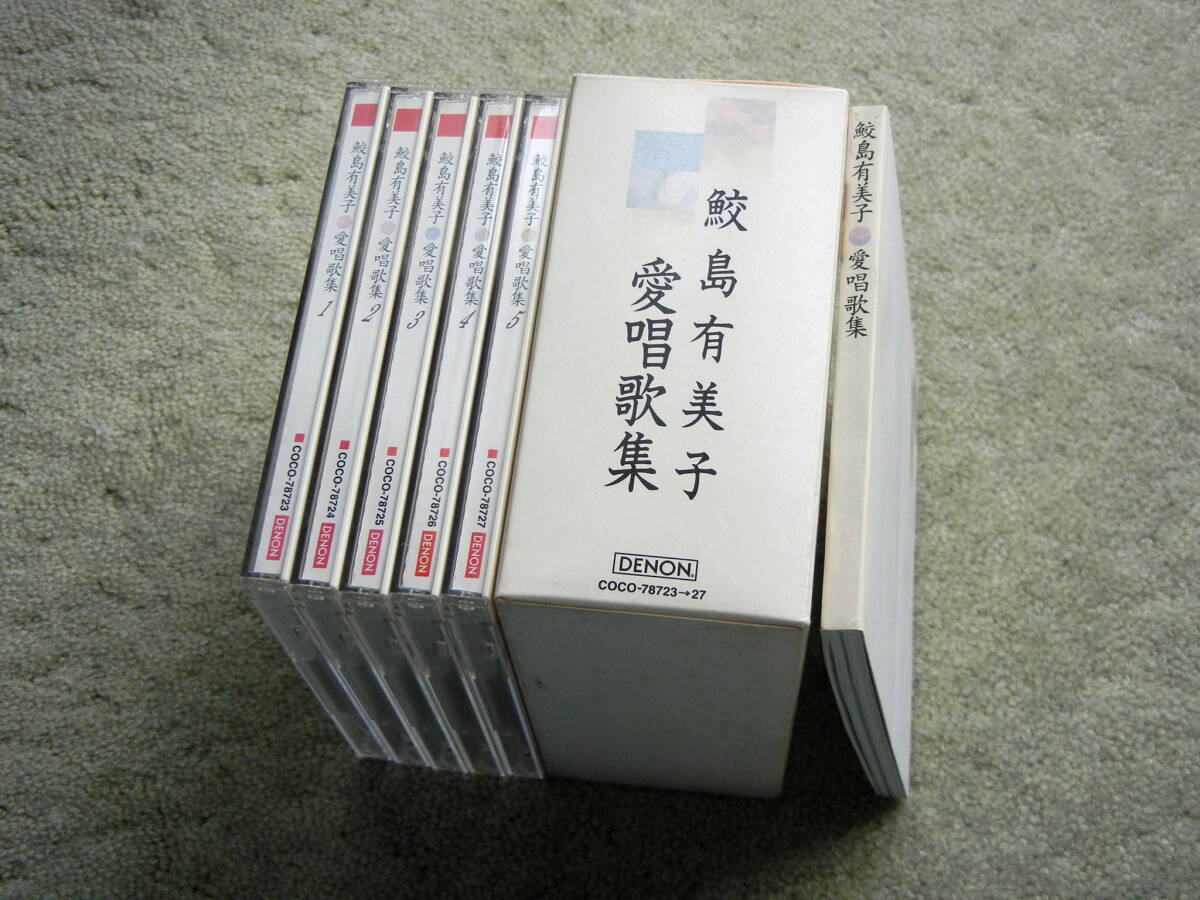 鮫島有美子 愛唱歌集 1
COCO-78723
DENON
鮫島有美子 愛唱歌集 2
COCO-78724
DENON
鮫島有美子 愛唱歌集 3
COCO-78725
DENON
鮫島有美子 愛唱歌集 4
COCO-78726
DENON
鮫島有美子 愛唱歌集 5
COCO-78727
DENON
鮫島有美子
愛唱歌集
DENON
COCO-78723→27
鮫島有美子 愛唱歌集